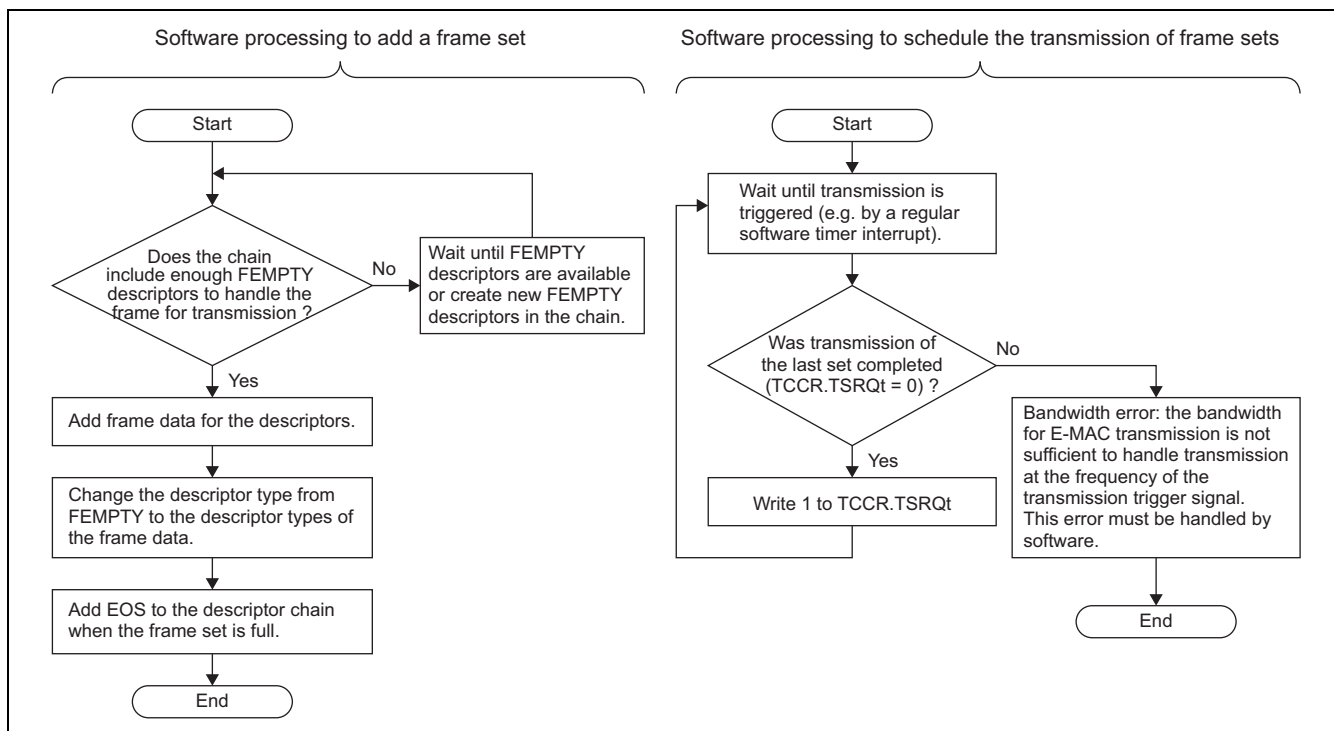 Software processing to add a frame set
Start
Does the chain
include enough FEMPTY
descriptors to handle the
frame for transmission ?
No
Wait until FEMPTY
descriptors are available
or create new FEMPTY
descriptors in the chain.
Yes
Add frame data for the descriptors.
Change the descriptor type from
FEMPTY to the descriptor types of
the frame data.
Add EOS to the descriptor chain
when the frame set is full.
End
Software processing to schedule the transmission of frame sets
Start
Wait until transmission is
triggered (e.g. by a regular
software timer interrupt).
Was transmission of
the last set completed
(TCCR.TSRQt = 0) ?
No
Yes
Write 1 to TCCR.TSRQt
Bandwidth error: the bandwidth
for E-MAC transmission is not
sufficient to handle transmission
at the frequency of the
transmission trigger signal.
This error must be handled by
software.
End